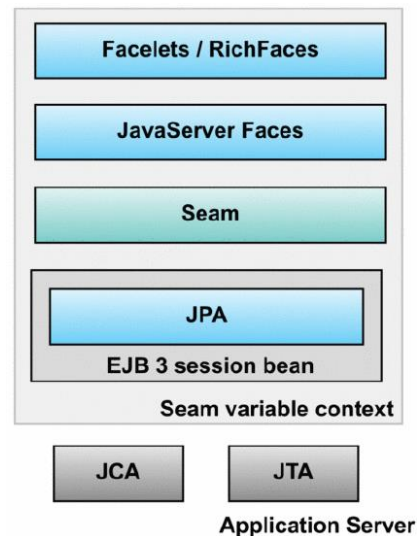 Facelets / RichFaces
JavaServer Faces
Seam
JPA
EJB 3 session bean
Seam variable context
JCA JTA
Application Server